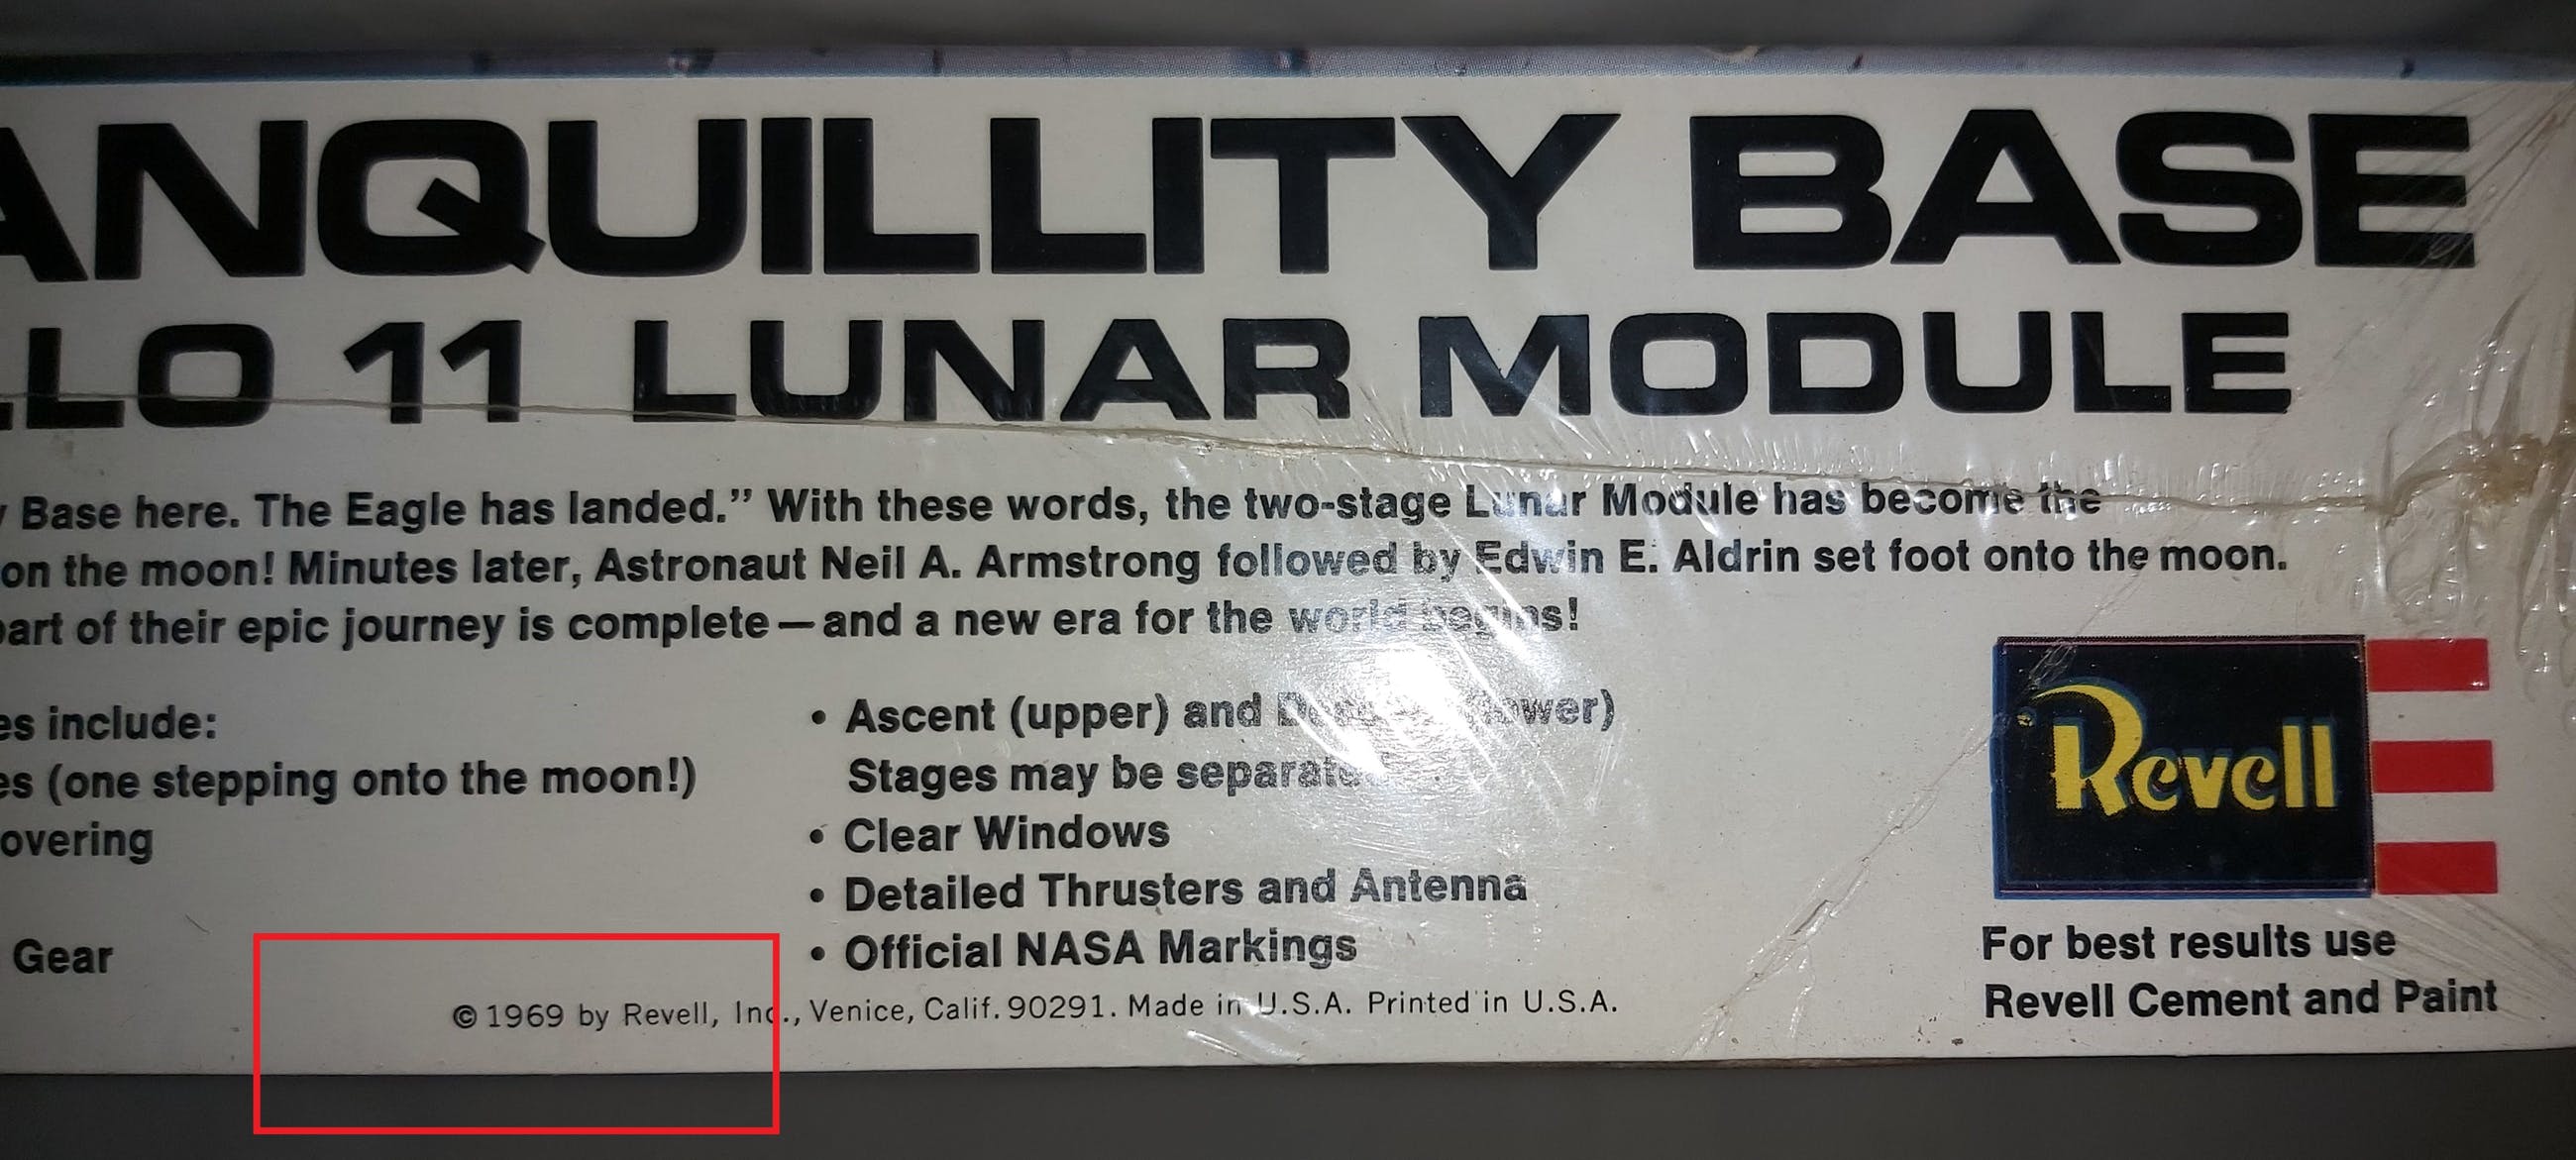 ANQUILLITY BASE
LLO 11 LUNAR MODULE
y Base here. The Eagle has landed.” With these words, the two-stage Lunar Module has become the
on the moon! Minutes later, Astronaut Neil A. Armstrong followed by Edwin E. Aldrin set foot onto the moon.
part of their epic journey is complete—and a new era for the world begins!
es include:
es (one stepping onto the moon!)
overing
Gear
• Ascent (upper) and (lower)
Stages may be separated
• Clear Windows
• Detailed Thrusters and Antenna
• Official NASA Markings
© 1969 by Revell, Inc., Venice, Calif. 90291. Made in U.S.A. Printed in U.S.A.
Revell
For best results use
Revell Cement and Paint